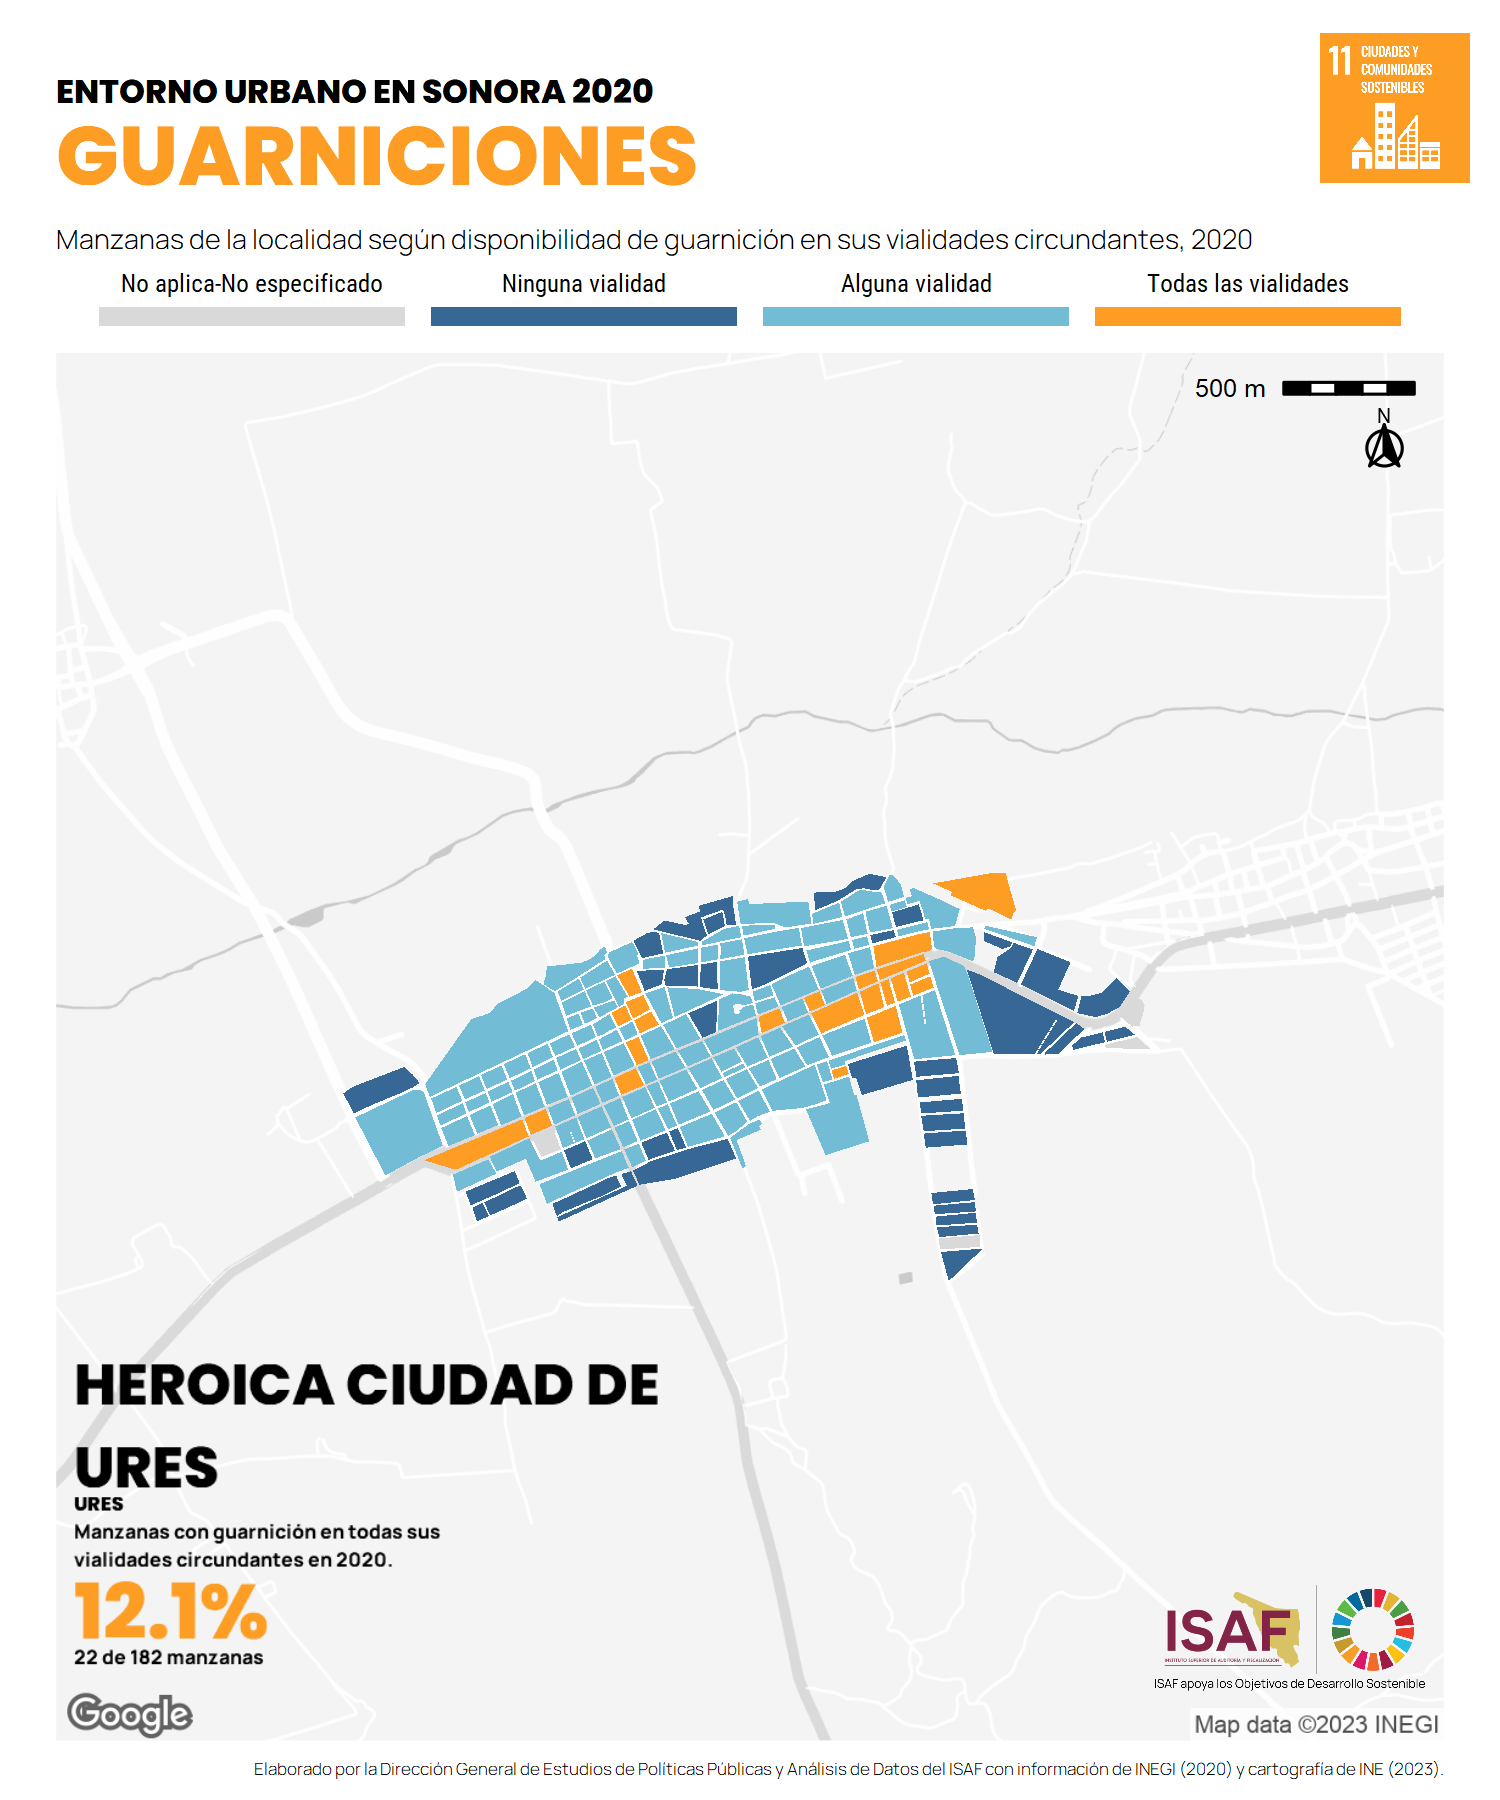 11 CIUDADES Y
COMUNIDADES
SOSTENIBLES
ENTORNO URBANO EN SONORA 2020
GUARNICIONES
Manzanas de la localidad según disponibilidad de guarnición en sus vialidades circundantes, 2020
No aplica-No especificado
Ninguna vialidad
Alguna vialidad
Todas las vialidades
500 m
N
HEROICA CIUDAD DE
URES
URES
Manzanas con guarnición en todas sus
vialidades circundantes en 2020.
12.1%
22 de 182 manzanas
Google
ISAF
INSTITUTO SUPERIOR DE AUDITORÍA Y FISCALIZACIÓN
ISAF apoya los Objetivos de Desarrollo Sostenible
Map data ©2023 INEGI
Elaborado por la Dirección General de Estudios de Políticas Públicas y Análisis de Datos del ISAF con información de INEGI (2020) y cartografía de INE (2023).